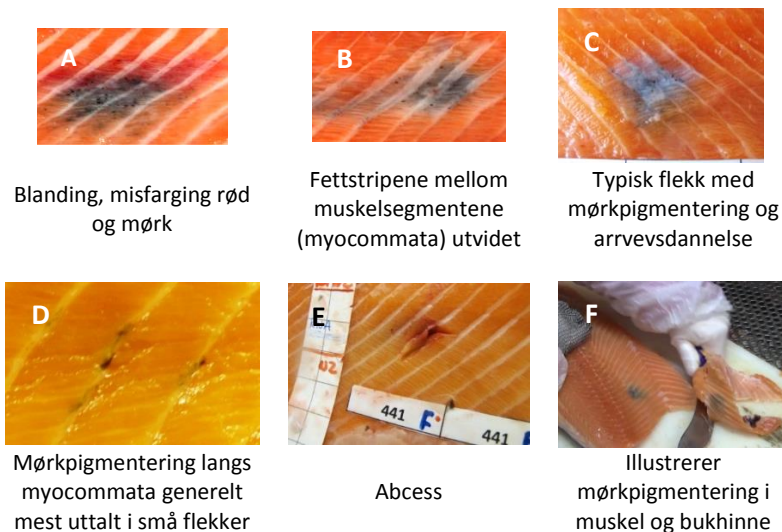 A
B
C
Blanding, misfarging rød
og mørk
Fettstripene mellom
muskelsegmentene
(myocommata) utvidet
Typisk flekk med
mørkpigmentering og
arrvevsdannelse
D
E
F
441 F
441
Mørkpigmentering langs
myocommata generelt
mest uttalt i små flekker
Abcess
Illustrerer
mørkpigmentering i
muskel og bukhinne